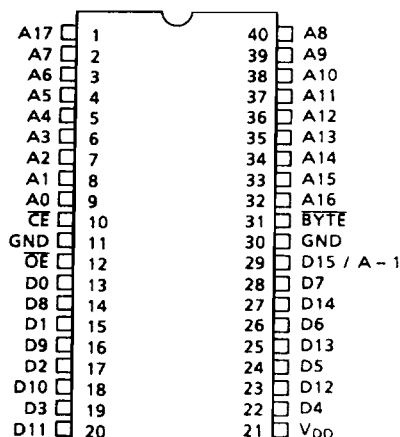 A17 1 40 A8
A7 2 39 A9
A6 3 38 A10
A5 4 37 A11
A4 5 36 A12
A3 6 35 A13
A2 7 34 A14
A1 8 33 A15
A0 9 32 A16
C̅E̅ 10 31 B̅Y̅T̅E̅
GND 11 30 GND
O̅E̅ 12 29 D15 / A - 1
D0 13 28 D7
D8 14 27 D14
D1 15 26 D6
D9 16 25 D13
D2 17 24 D5
D10 18 23 D12
D3 19 22 D4
D11 20 21 VDD